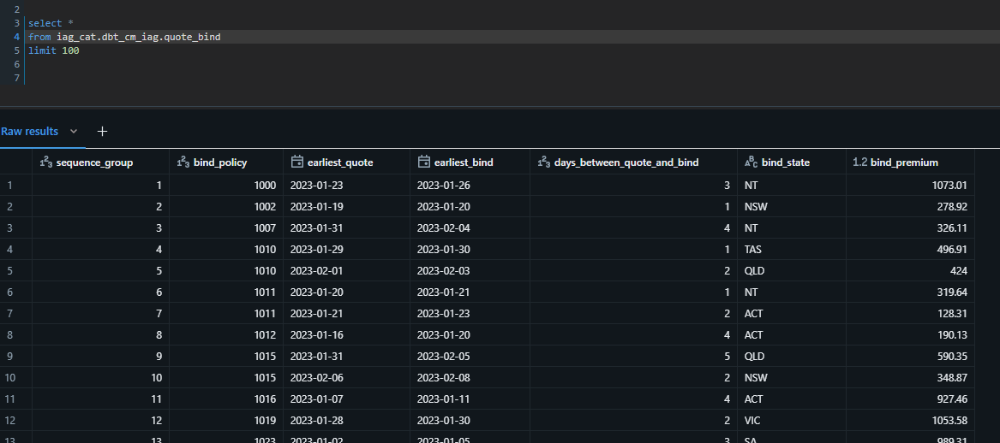 2
3 select *
4 from iag_cat.dbt_cm_iag.quote_bind
5 limit 100
6
7
Raw results +
123 sequence_group 123 bind_policy earliest_quote earliest_bind 123 days_between_quote_and_bind ABC bind_state 1.2 bind_premium
1 1 1000 2023-01-23 2023-01-26 3 NT 1073.01
2 2 1002 2023-01-19 2023-01-20 1 NSW 278.92
3 3 1007 2023-01-31 2023-02-04 4 NT 326.11
4 4 1010 2023-01-29 2023-01-30 1 TAS 496.91
5 5 1010 2023-02-01 2023-02-03 2 QLD 424
6 6 1011 2023-01-20 2023-01-21 1 NT 319.64
7 7 1011 2023-01-21 2023-01-23 2 ACT 128.31
8 8 1012 2023-01-16 2023-01-20 4 ACT 190.13
9 9 1015 2023-01-31 2023-02-05 5 QLD 590.35
10 10 1015 2023-02-06 2023-02-08 2 NSW 348.87
11 11 1016 2023-01-07 2023-01-11 4 ACT 927.46
12 12 1019 2023-01-28 2023-01-30 2 VIC 1053.58
13 13 1023 2023-01-02 2023-01-05 3 SA 989.31